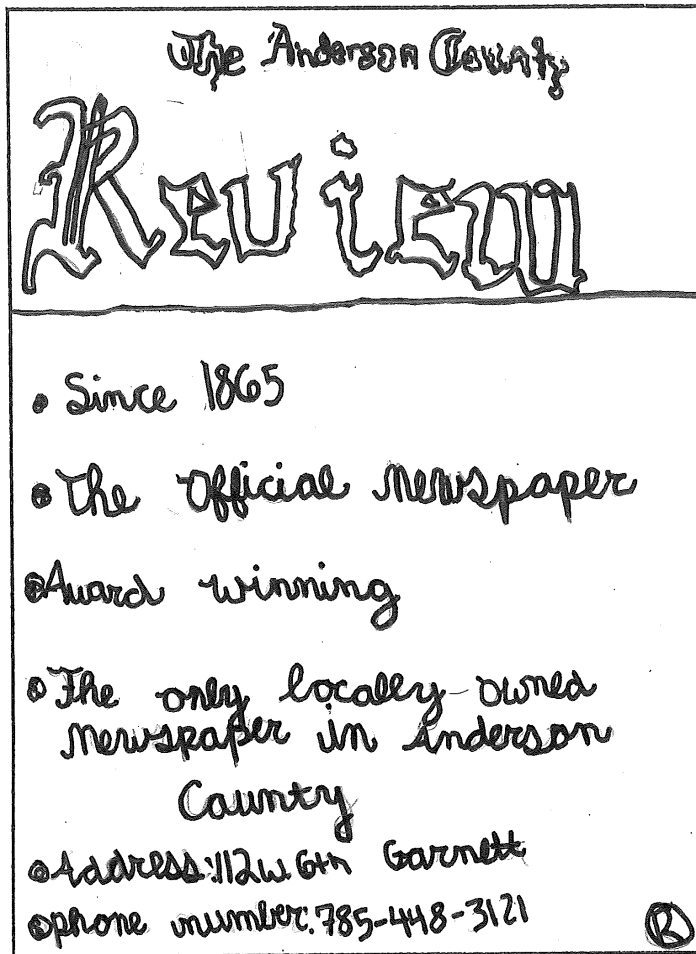 The Anderson County
Review
• Since 1865
• The Official Newspaper
• Award winning
• The only locally-owned
Newspaper in Anderson
County
• Address: 112 W. 6th Garnett
• phone number: 785-448-3121
R